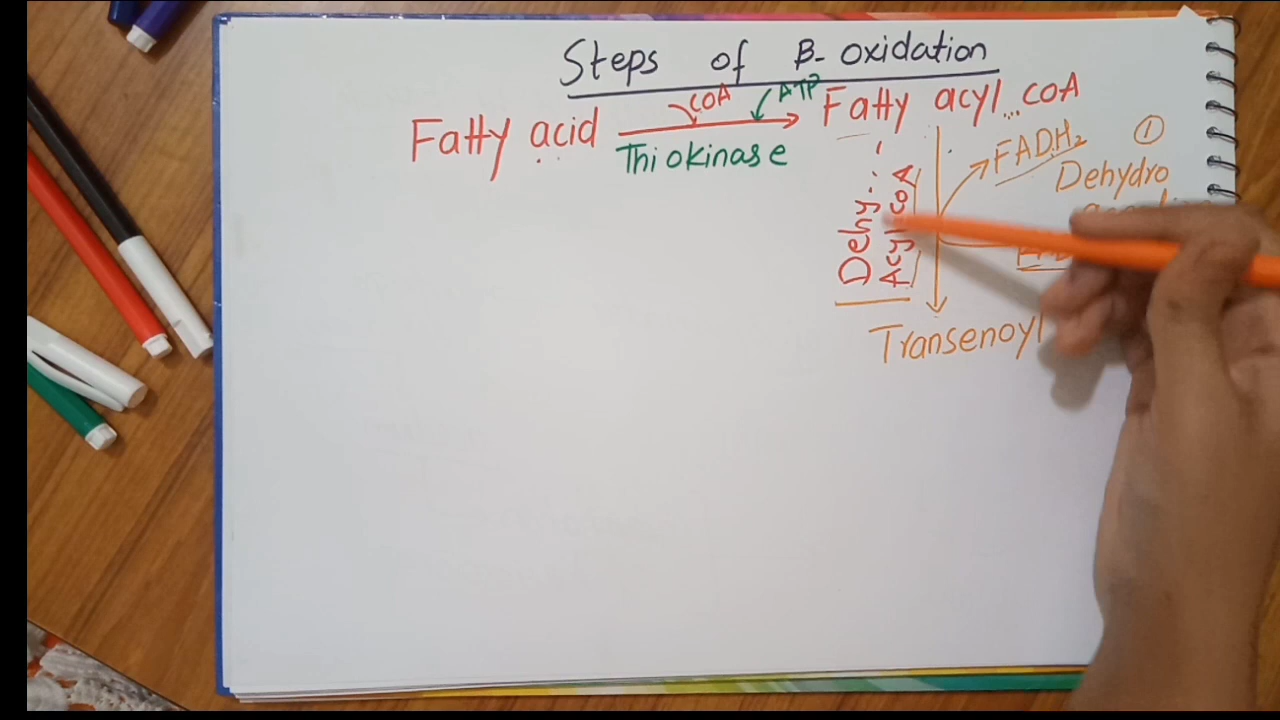 Steps of B-oxidation
Fatty acid
COA
ATP
Thiokinase
Fatty acyl COA
FADH2
①
Dehydro
Dehy...
Acyl COA
Transenoyl